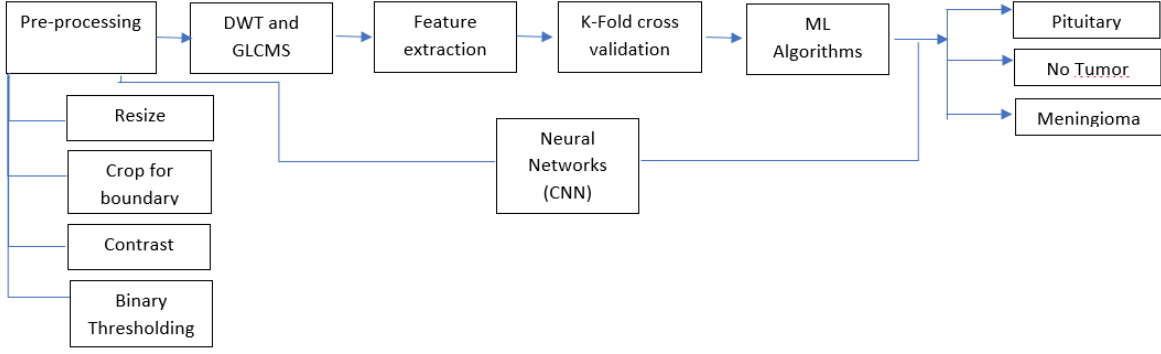 Pre-processing
DWT and
GLCMS
Feature
extraction
K-Fold cross
validation
ML
Algorithms
Pituitary
No Tumor
Meningioma
Resize
Crop for
boundary
Contrast
Binary
Thresholding
Neural
Networks
(CNN)